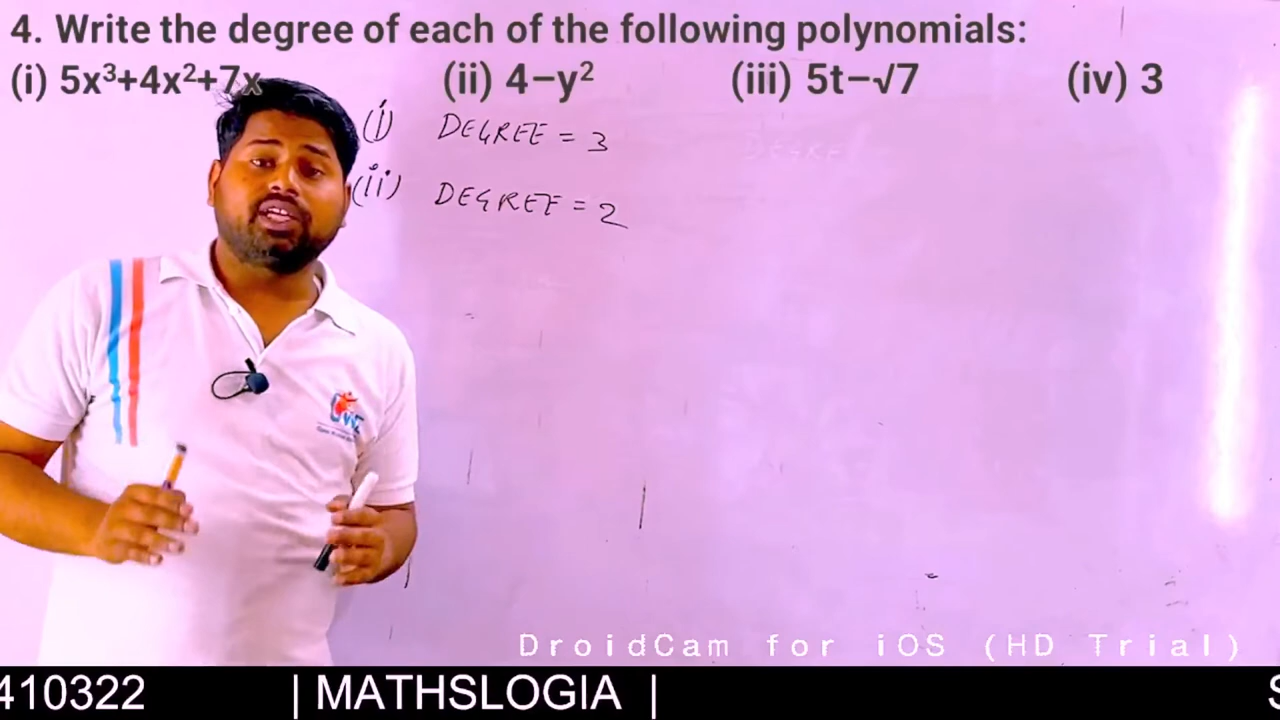 4. Write the degree of each of the following polynomials:
(i) 5x³+4x²+7x (ii) 4−y² (iii) 5t−√7 (iv) 3
(i) DEGREE = 3
(ii) DEGREE = 2
DroidCam for iOS (HD Trial)
410322 | MATHSLOGIA | S